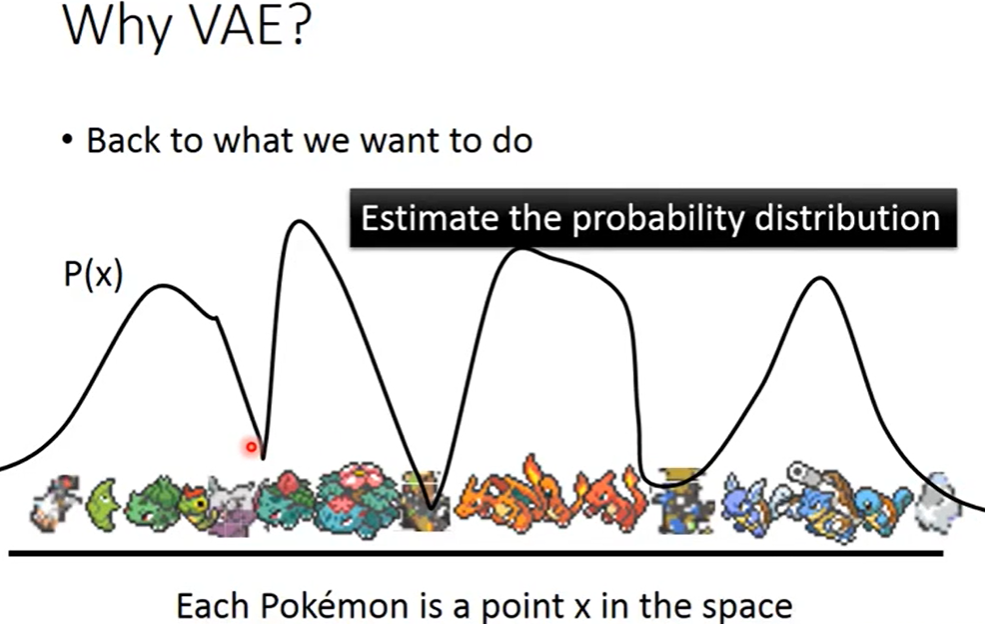 Why VAE?
• Back to what we want to do
Estimate the probability distribution
P(x)
Each Pokémon is a point x in the space